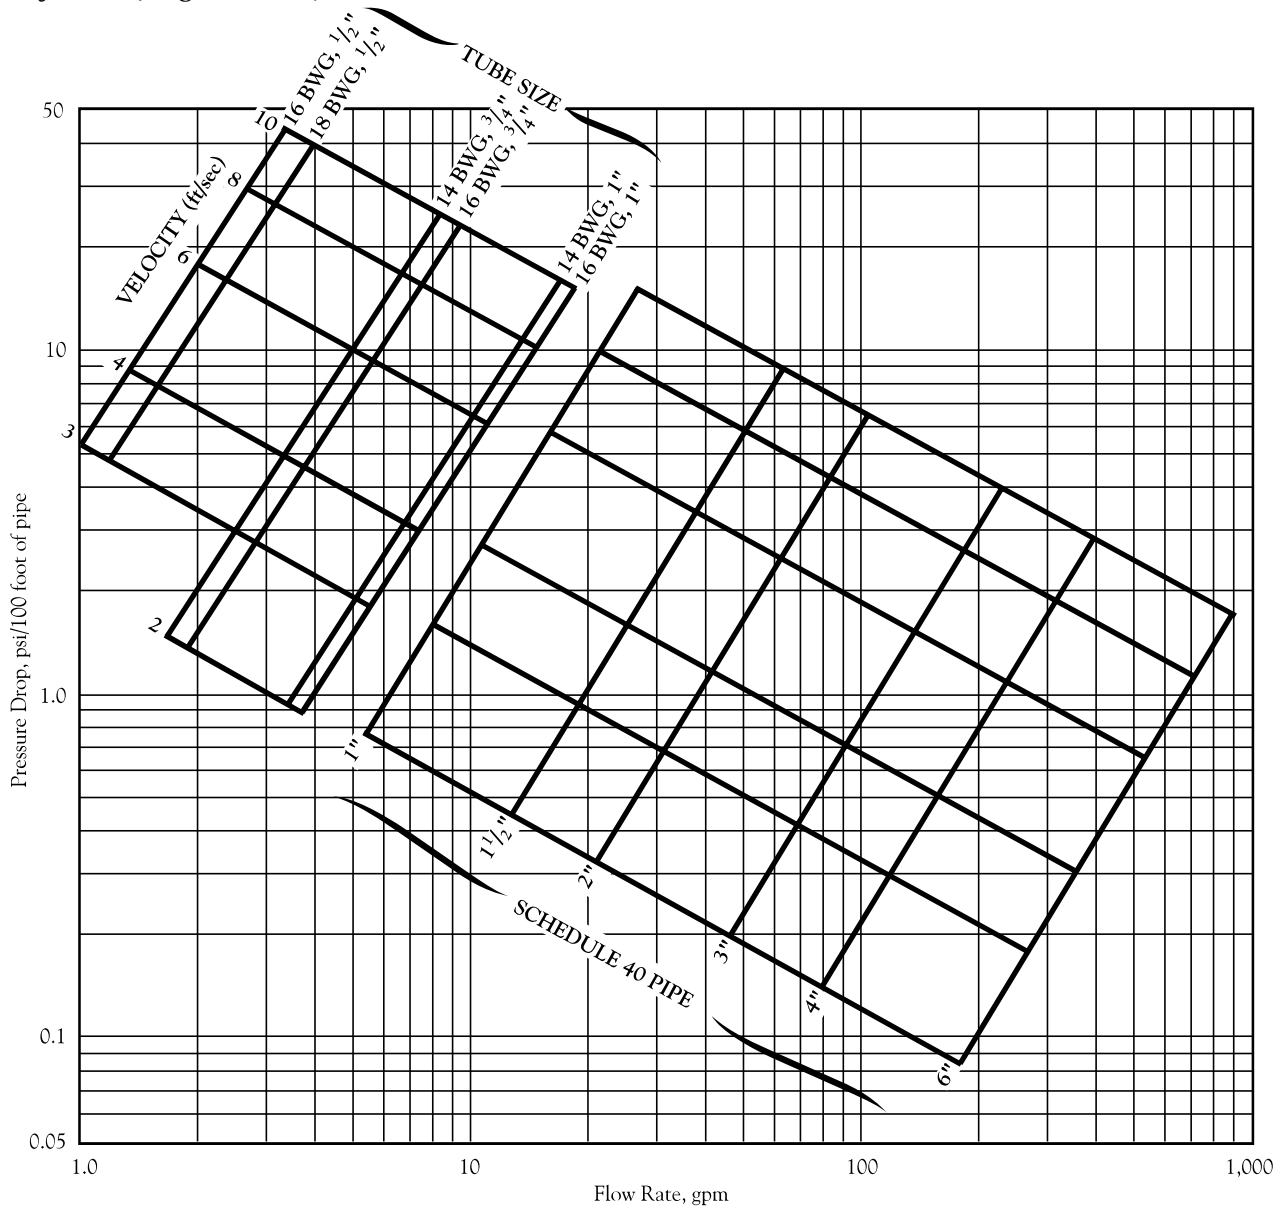 TUBE SIZE
16 BWG, 1/2"
18 BWG, 1/2"
14 BWG, 3/4"
16 BWG, 3/4"
14 BWG, 1"
16 BWG, 1"
VELOCITY (ft/sec)
10
8
6
4
3
2
50
10
1.0
0.1
0.05
Pressure Drop, psi/100 foot of pipe
1"
1 1/2"
2"
3"
4"
6"
SCHEDULE 40 PIPE
1.0
10
100
1,000
Flow Rate, gpm